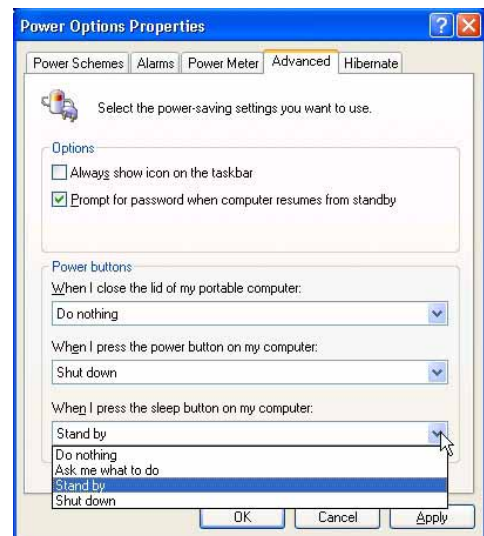 Power Options Properties
Power Schemes Alarms Power Meter Advanced Hibernate
Select the power-saving settings you want to use.
Options
Always show icon on the taskbar
Prompt for password when computer resumes from standby
Power buttons
When I close the lid of my portable computer:
Do nothing
When I press the power button on my computer:
Shut down
When I press the sleep button on my computer:
Stand by
Do nothing
Ask me what to do
Stand by
Shut down
OK Cancel Apply